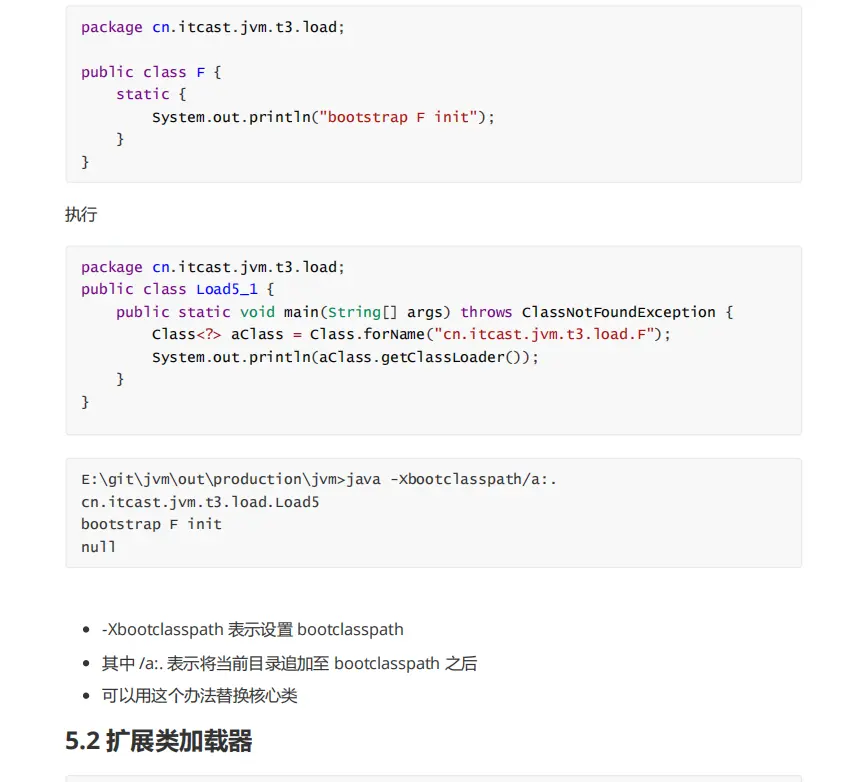 package cn.itcast.jvm.t3.load;
public class F {
static {
System.out.println("bootstrap F init");
}
}
执行
package cn.itcast.jvm.t3.load;
public class Load5_1 {
public static void main(String[] args) throws ClassNotFoundException {
Class<?> aClass = Class.forName("cn.itcast.jvm.t3.load.F");
System.out.println(aClass.getClassLoader());
}
}
E:\git\jvm\out\production\jvm>java -Xbootclasspath/a:.
cn.itcast.jvm.t3.load.Load5
bootstrap F init
null
• -Xbootclasspath 表示设置 bootclasspath
• 其中 /a:. 表示将当前目录追加至 bootclasspath 之后
• 可以用这个办法替换核心类
5.2 扩展类加载器